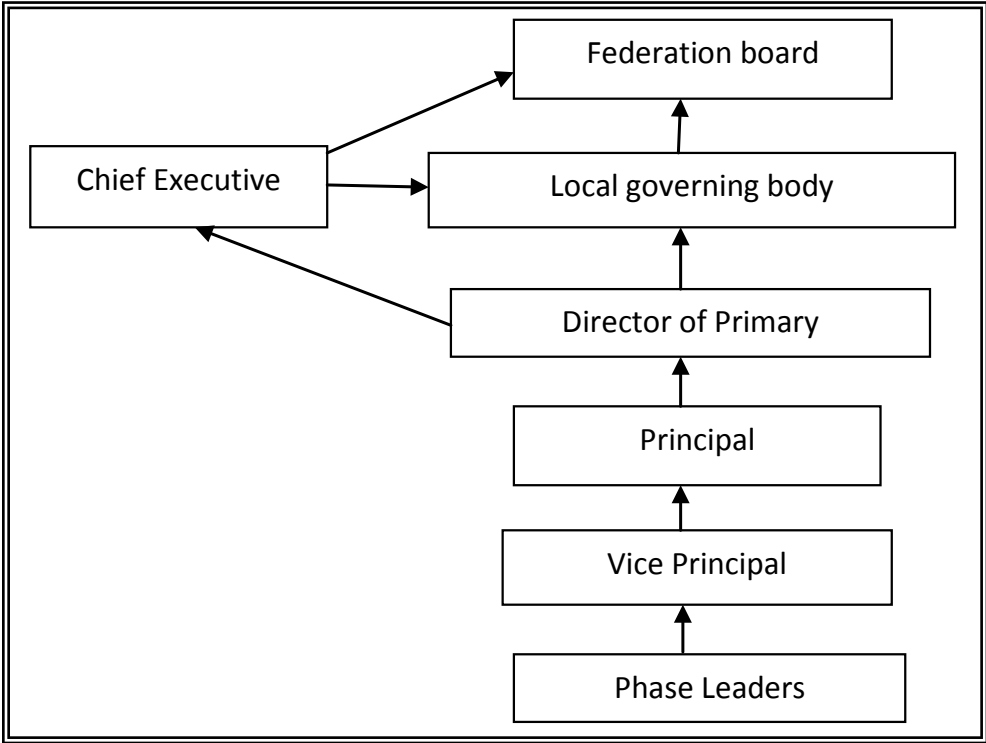 Federation board
Chief Executive
Local governing body
Director of Primary
Principal
Vice Principal
Phase Leaders